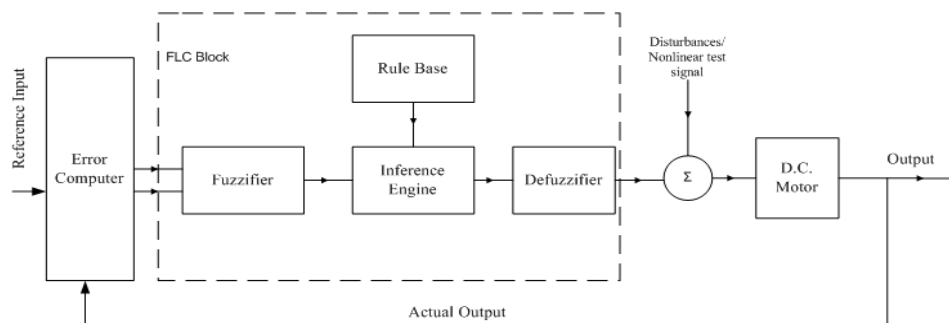 Reference Input
Error
Computer
FLC Block
Rule Base
Fuzzifier
Inference
Engine
Defuzzifier
Disturbances/
Nonlinear test
signal
Σ
D.C.
Motor
Output
Actual Output